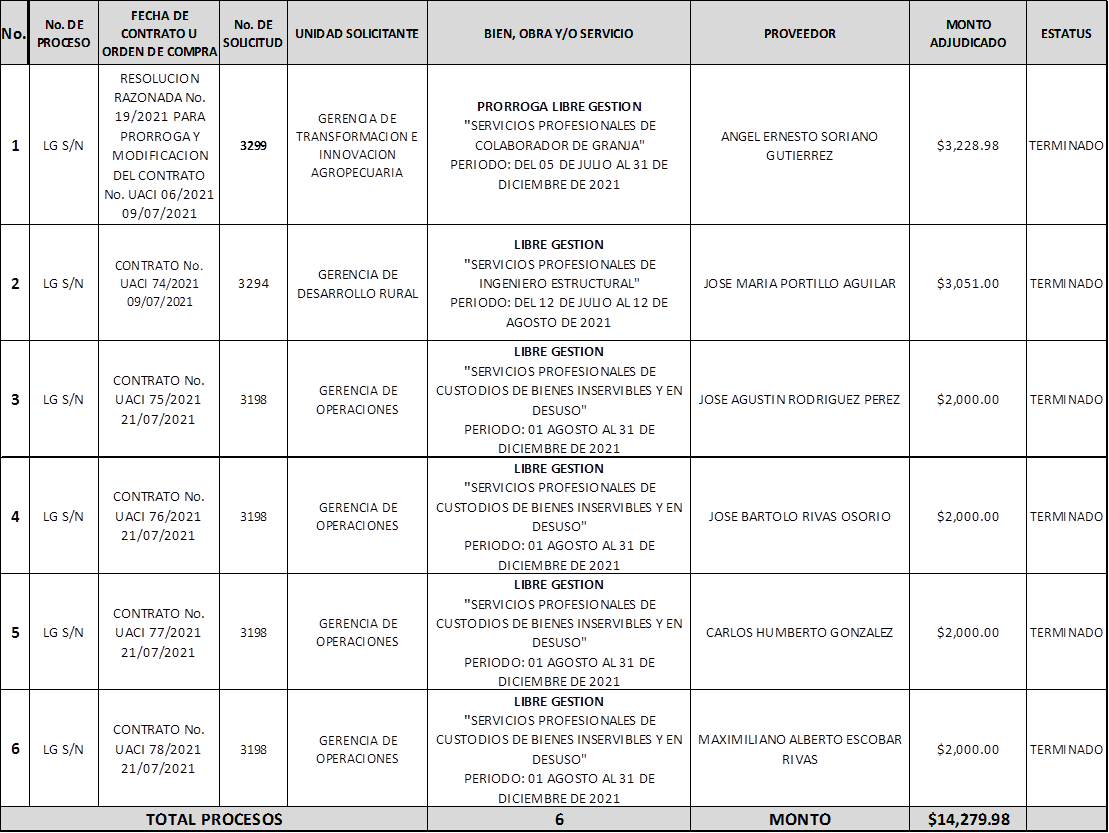 No.
No. DE
PROCESO
FECHA DE
CONTRATO U
ORDEN DE COMPRA
No. DE
SOLICITUD
UNIDAD SOLICITANTE
BIEN, OBRA Y/O SERVICIO
PROVEEDOR
MONTO
ADJUDICADO
ESTATUS
1
LG S/N
RESOLUCION
RAZONADA No.
19/2021 PARA
PRORROGA Y
MODIFICACION
DEL CONTRATO
No. UACI 06/2021
09/07/2021
3299
GERENCIA DE
TRANSFORMACION E
INNOVACION
AGROPECUARIA
PRORROGA LIBRE GESTION
"SERVICIOS PROFESIONALES DE
COLABORADOR DE GRANJA"
PERIODO: DEL 05 DE JULIO AL 31 DE
DICIEMBRE DE 2021
ANGEL ERNESTO SORIANO
GUTIERREZ
$3,228.98
TERMINADO
2
LG S/N
CONTRATO No.
UACI 74/2021
09/07/2021
3294
GERENCIA DE
DESARROLLO RURAL
LIBRE GESTION
"SERVICIOS PROFESIONALES DE
INGENIERO ESTRUCTURAL"
PERIODO: DEL 12 DE JULIO AL 12 DE
AGOSTO DE 2021
JOSE MARIA PORTILLO AGUILAR
$3,051.00
TERMINADO
3
LG S/N
CONTRATO No.
UACI 75/2021
21/07/2021
3198
GERENCIA DE
OPERACIONES
LIBRE GESTION
"SERVICIOS PROFESIONALES DE
CUSTODIOS DE BIENES INSERVIBLES Y EN
DESUSO"
PERIODO: 01 AGOSTO AL 31 DE
DICIEMBRE DE 2021
JOSE AGUSTIN RODRIGUEZ PEREZ
$2,000.00
TERMINADO
4
LG S/N
CONTRATO No.
UACI 76/2021
21/07/2021
3198
GERENCIA DE
OPERACIONES
LIBRE GESTION
"SERVICIOS PROFESIONALES DE
CUSTODIOS DE BIENES INSERVIBLES Y EN
DESUSO"
PERIODO: 01 AGOSTO AL 31 DE
DICIEMBRE DE 2021
JOSE BARTOLO RIVAS OSORIO
$2,000.00
TERMINADO
5
LG S/N
CONTRATO No.
UACI 77/2021
21/07/2021
3198
GERENCIA DE
OPERACIONES
LIBRE GESTION
"SERVICIOS PROFESIONALES DE
CUSTODIOS DE BIENES INSERVIBLES Y EN
DESUSO"
PERIODO: 01 AGOSTO AL 31 DE
DICIEMBRE DE 2021
CARLOS HUMBERTO GONZALEZ
$2,000.00
TERMINADO
6
LG S/N
CONTRATO No.
UACI 78/2021
21/07/2021
3198
GERENCIA DE
OPERACIONES
LIBRE GESTION
"SERVICIOS PROFESIONALES DE
CUSTODIOS DE BIENES INSERVIBLES Y EN
DESUSO"
PERIODO: 01 AGOSTO AL 31 DE
DICIEMBRE DE 2021
MAXIMILIANO ALBERTO ESCOBAR
RIVAS
$2,000.00
TERMINADO
TOTAL PROCESOS
6
MONTO
$14,279.98